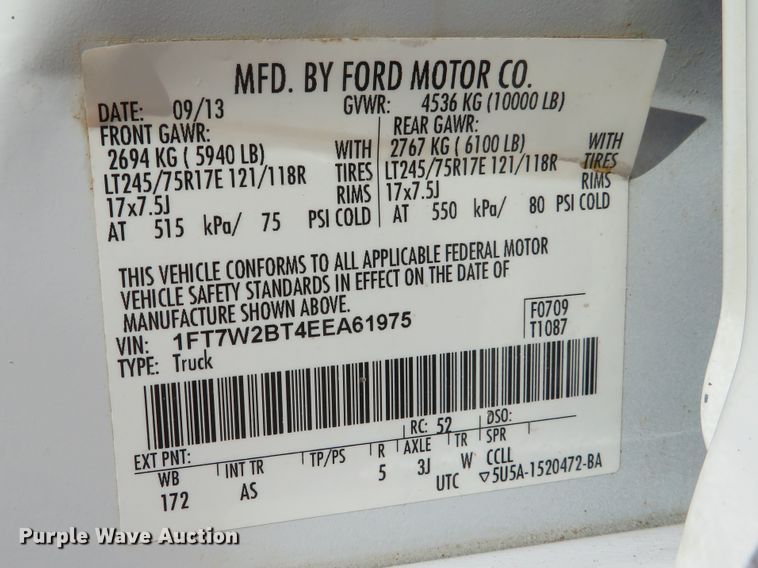 MFD. BY FORD MOTOR CO.
DATE: 09/13 GVWR: 4536 KG (10000 LB)
FRONT GAWR: REAR GAWR:
2694 KG ( 5940 LB) WITH 2767 KG ( 6100 LB) WITH
LT245/75R17E 121/118R TIRES LT245/75R17E 121/118R TIRES
17x7.5J RIMS 17x7.5J RIMS
AT 515 kPa/ 75 PSI COLD AT 550 kPa/ 80 PSI COLD
THIS VEHICLE CONFORMS TO ALL APPLICABLE FEDERAL MOTOR
VEHICLE SAFETY STANDARDS IN EFFECT ON THE DATE OF
MANUFACTURE SHOWN ABOVE.
VIN: 1FT7W2BT4EEA61975 F0709
TYPE: Truck T1087
EXT PNT: RC: 52 DSO:
WB INT TR TP/PS R AXLE TR SPR
172 AS 5 3J W CCLL
UTC ▽5U5A-1520472-BA
Purple Wave Auction